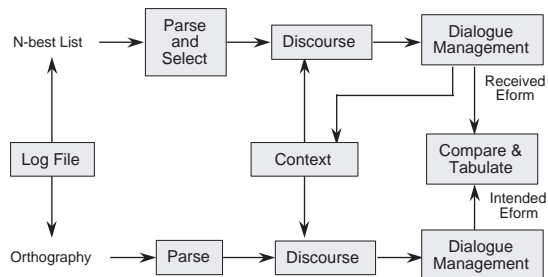 N-best List
Parse
and
Select
Discourse
Dialogue
Management
Received
Eform
Log File
Context
Compare &
Tabulate
Intended
Eform
Orthography
Parse
Discourse
Dialogue
Management